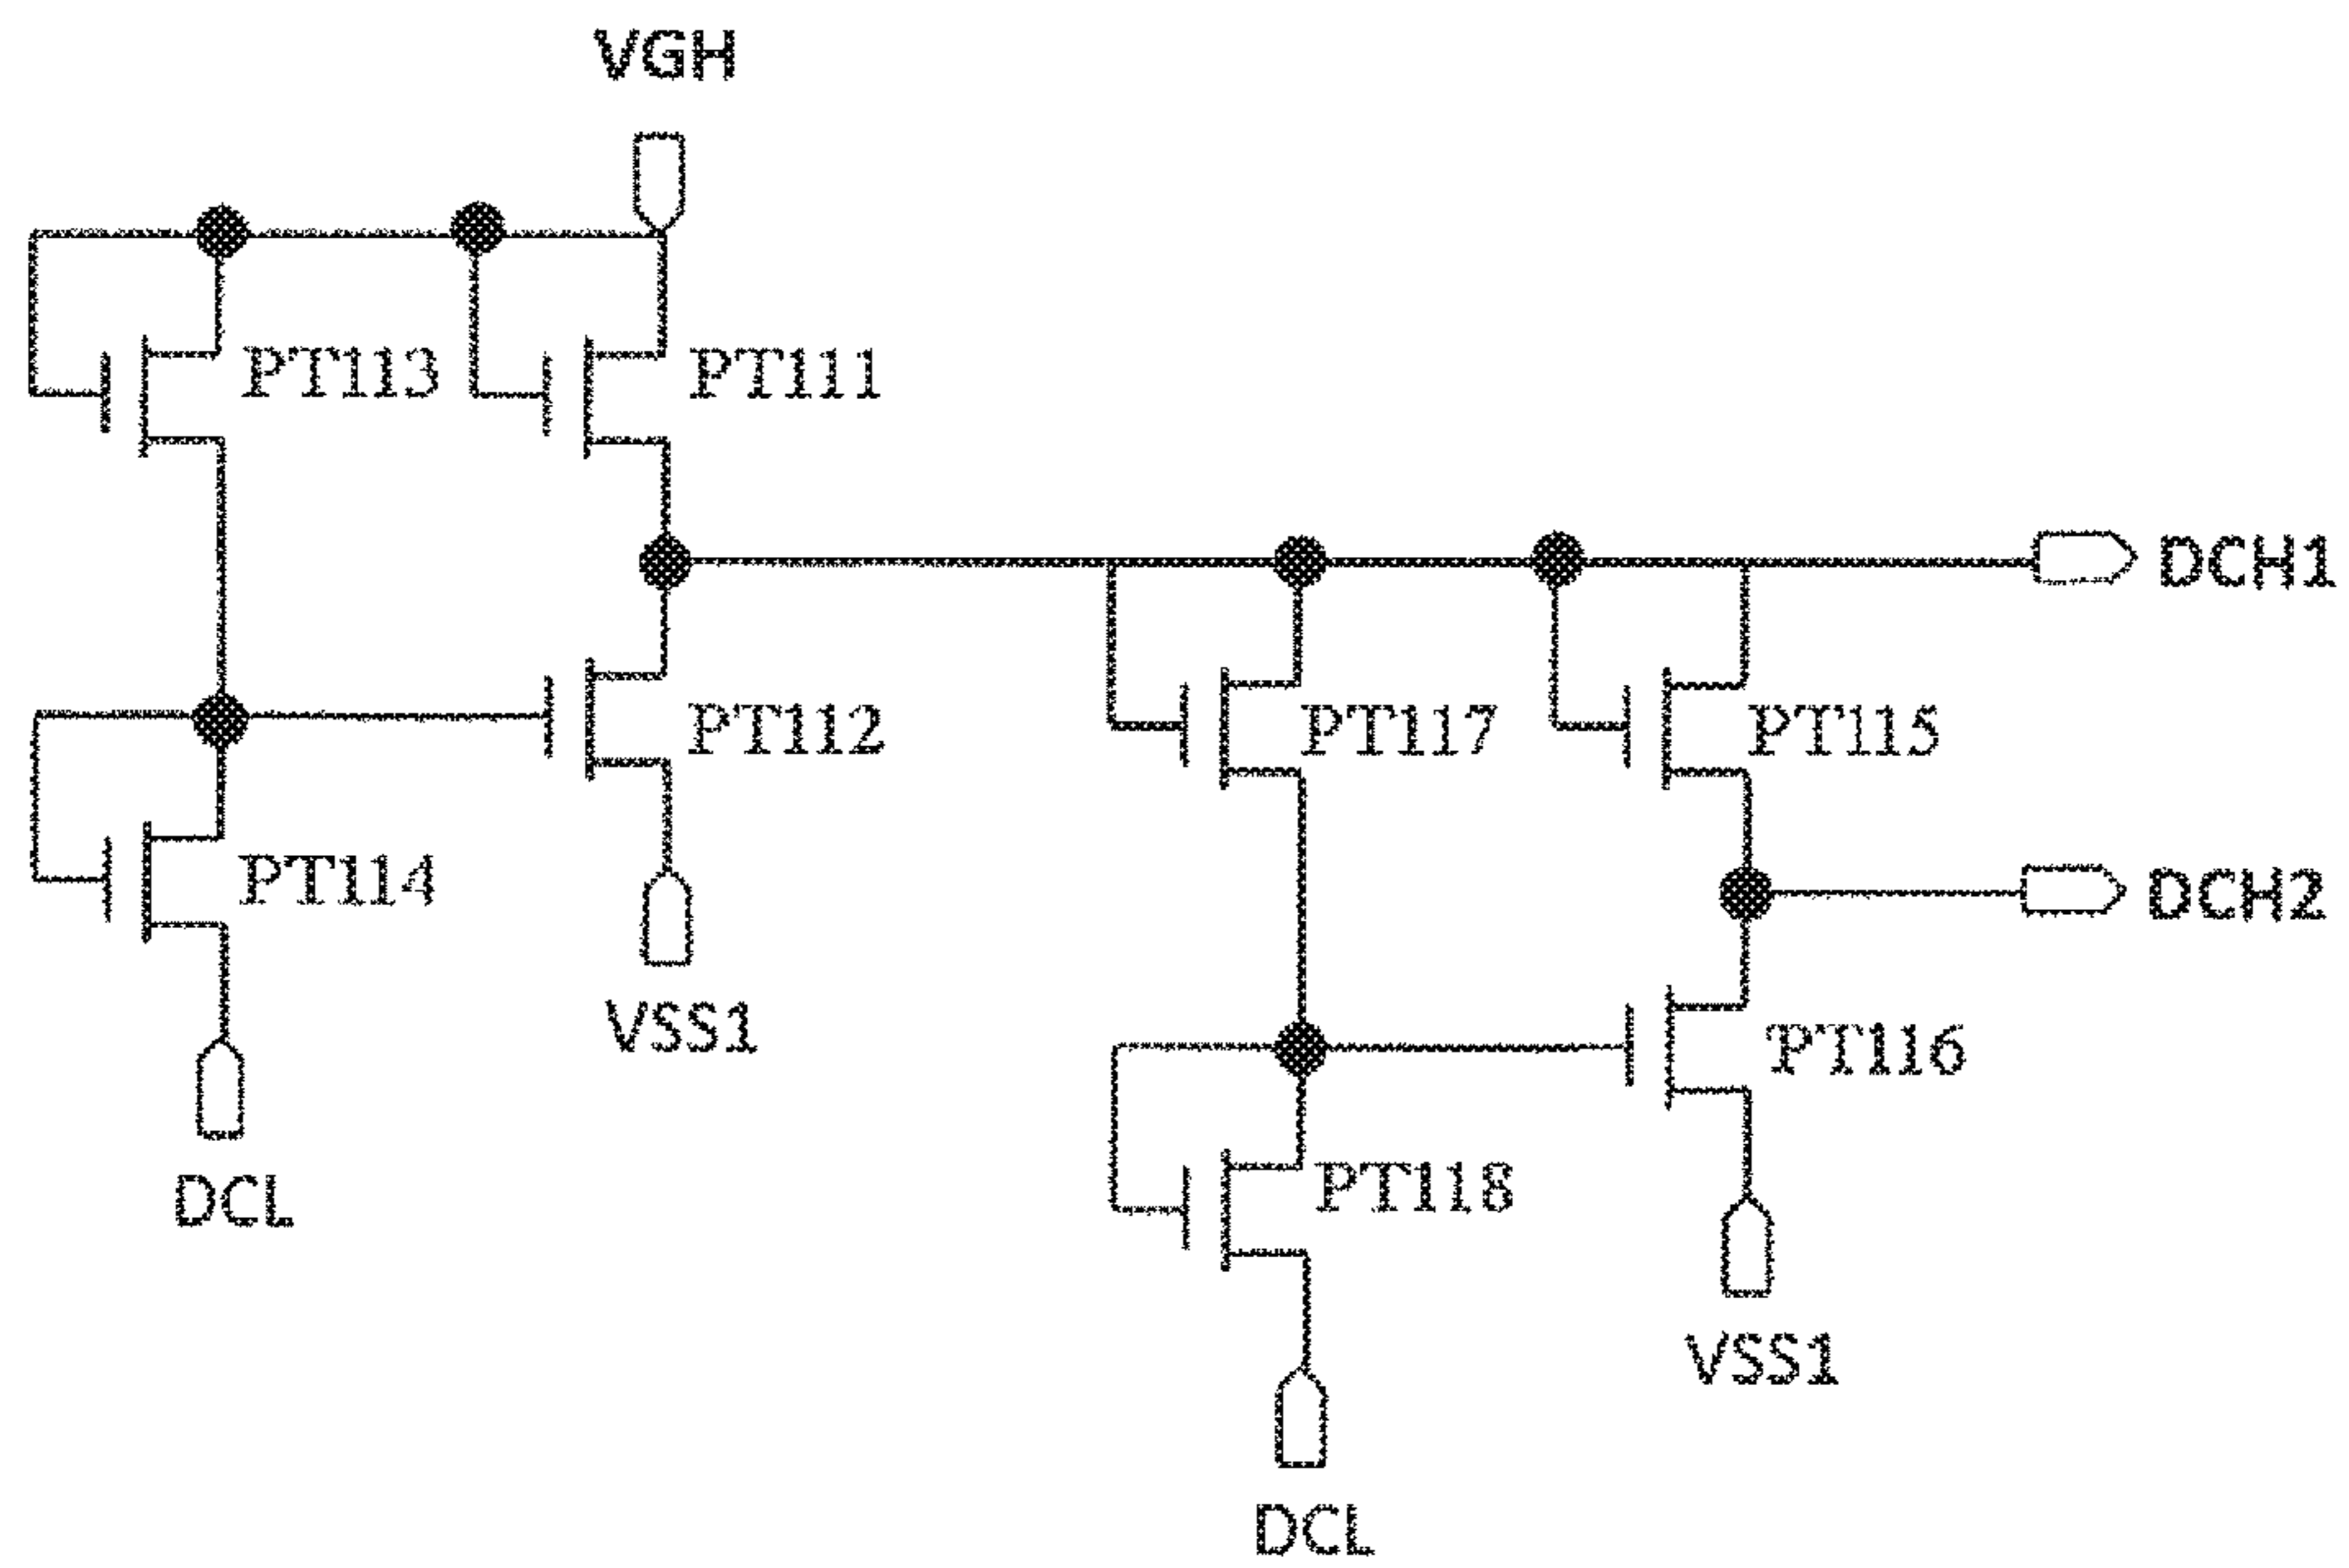 VGH
PT113
PT111
DCH1
PT112
PT117
PT115
PT114
DCH2
VSS1
PT116
DCL
PT118
VSS1
DCL